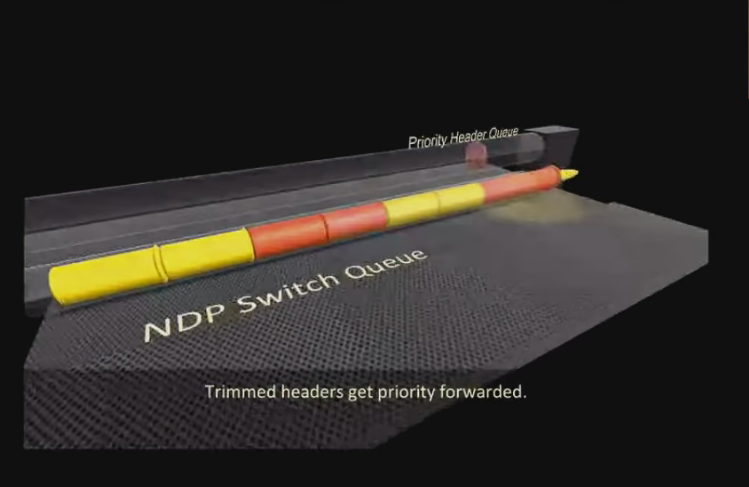 Priority Header Queue
NDP Switch Queue
Trimmed headers get priority forwarded.